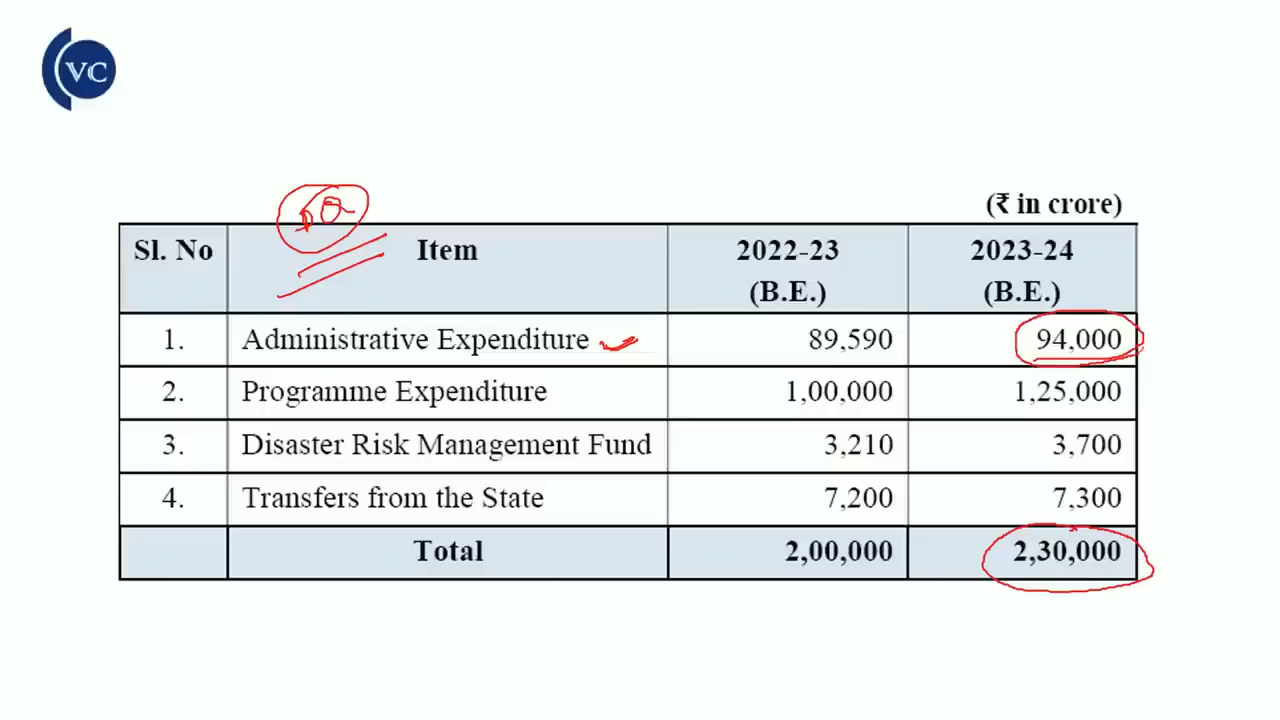 VC
(₹ in crore)
Sl. No Item 2022-23 (B.E.) 2023-24 (B.E.)
1. Administrative Expenditure 89,590 94,000
2. Programme Expenditure 1,00,000 1,25,000
3. Disaster Risk Management Fund 3,210 3,700
4. Transfers from the State 7,200 7,300
Total 2,00,000 2,30,000